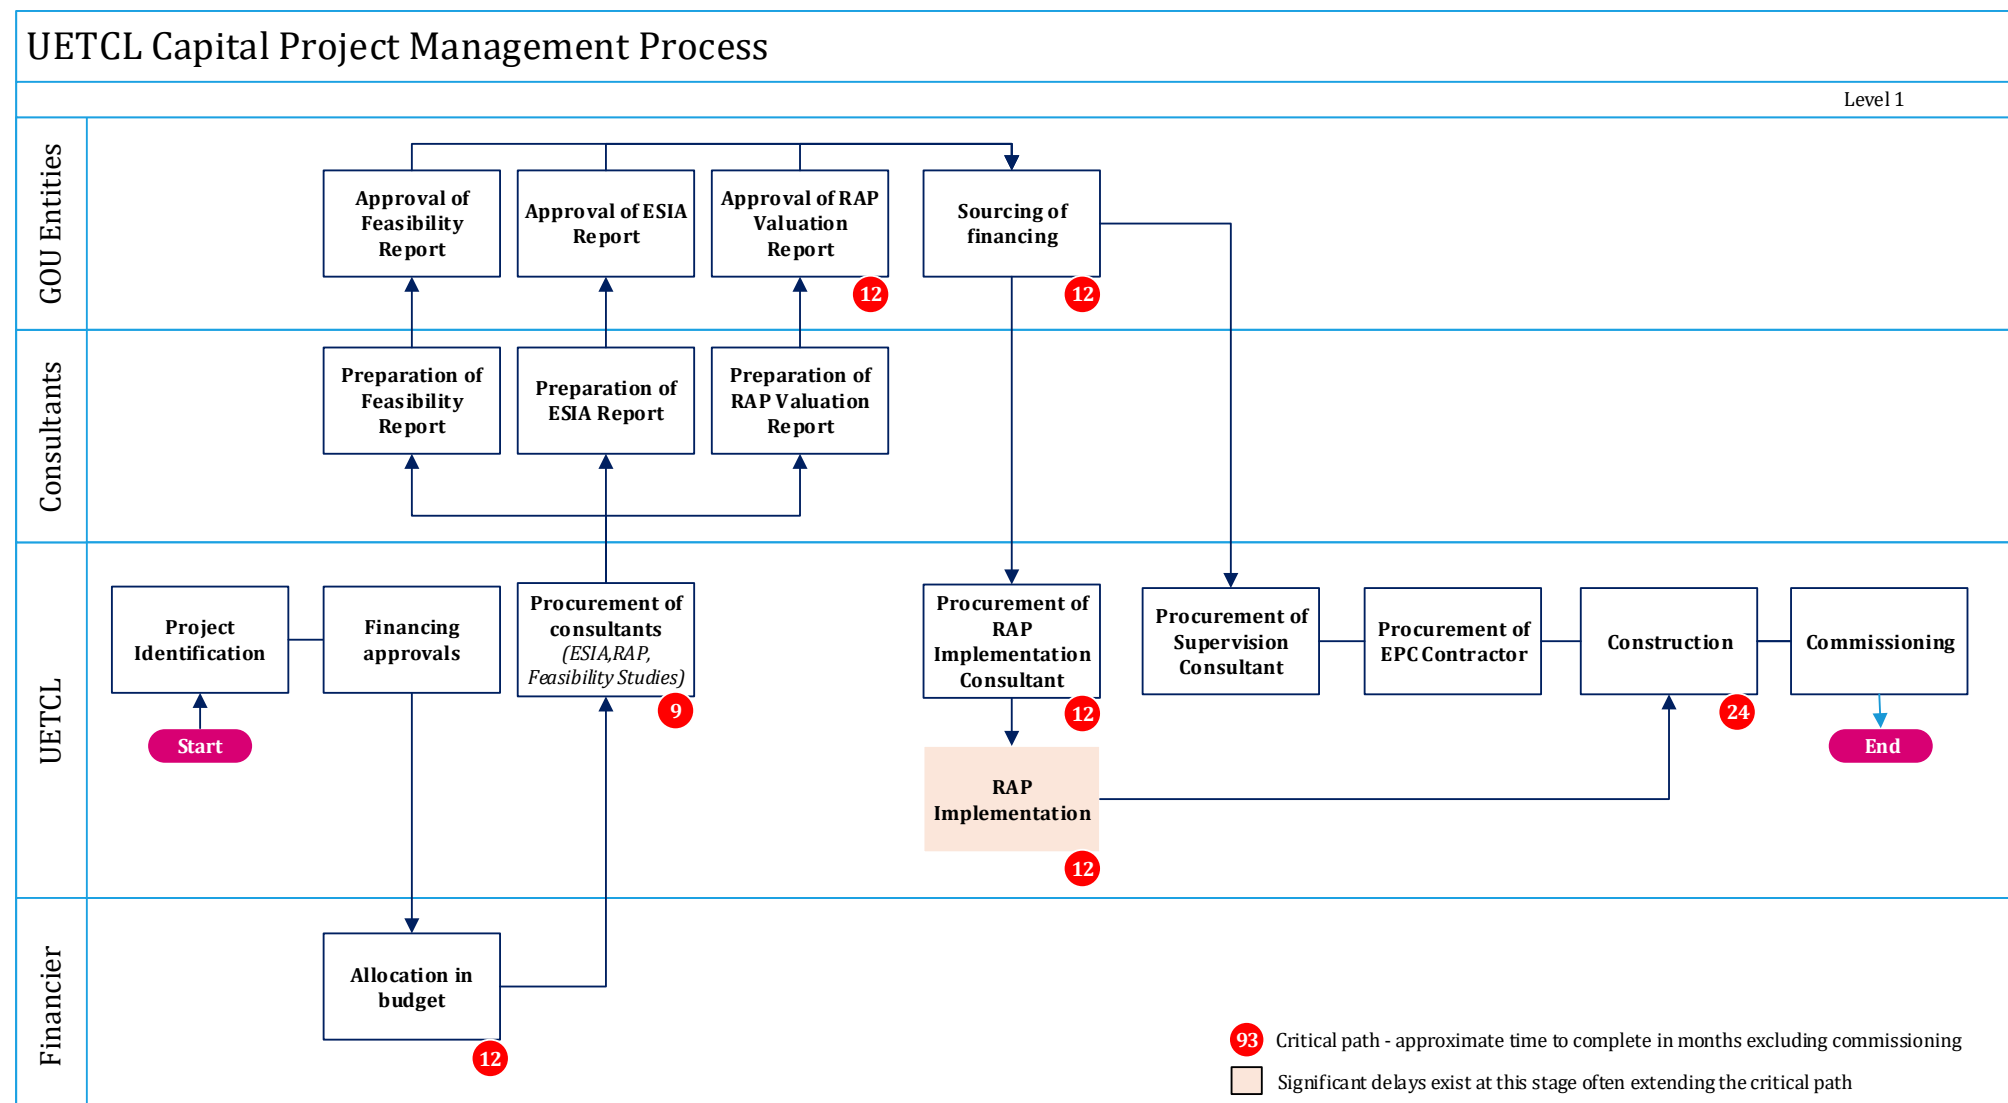 UETCL Capital Project Management Process
Level 1
GOU Entities
Approval of
Feasibility
Report
Approval of ESIA
Report
Approval of RAP
Valuation
Report
12
Sourcing of
financing
12
Consultants
Preparation of
Feasibility
Report
Preparation of
ESIA Report
Preparation of
RAP Valuation
Report
UETCL
Project
Identification
Start
Financing
approvals
Procurement of
consultants
(ESIA,RAP,
Feasibility Studies)
9
Procurement of
RAP
Implementation
Consultant
12
RAP
Implementation
12
Procurement of
Supervision
Consultant
Procurement of
EPC Contractor
Construction
24
Commissioning
End
Financier
Allocation in
budget
12
93 Critical path - approximate time to complete in months excluding commissioning
Significant delays exist at this stage often extending the critical path